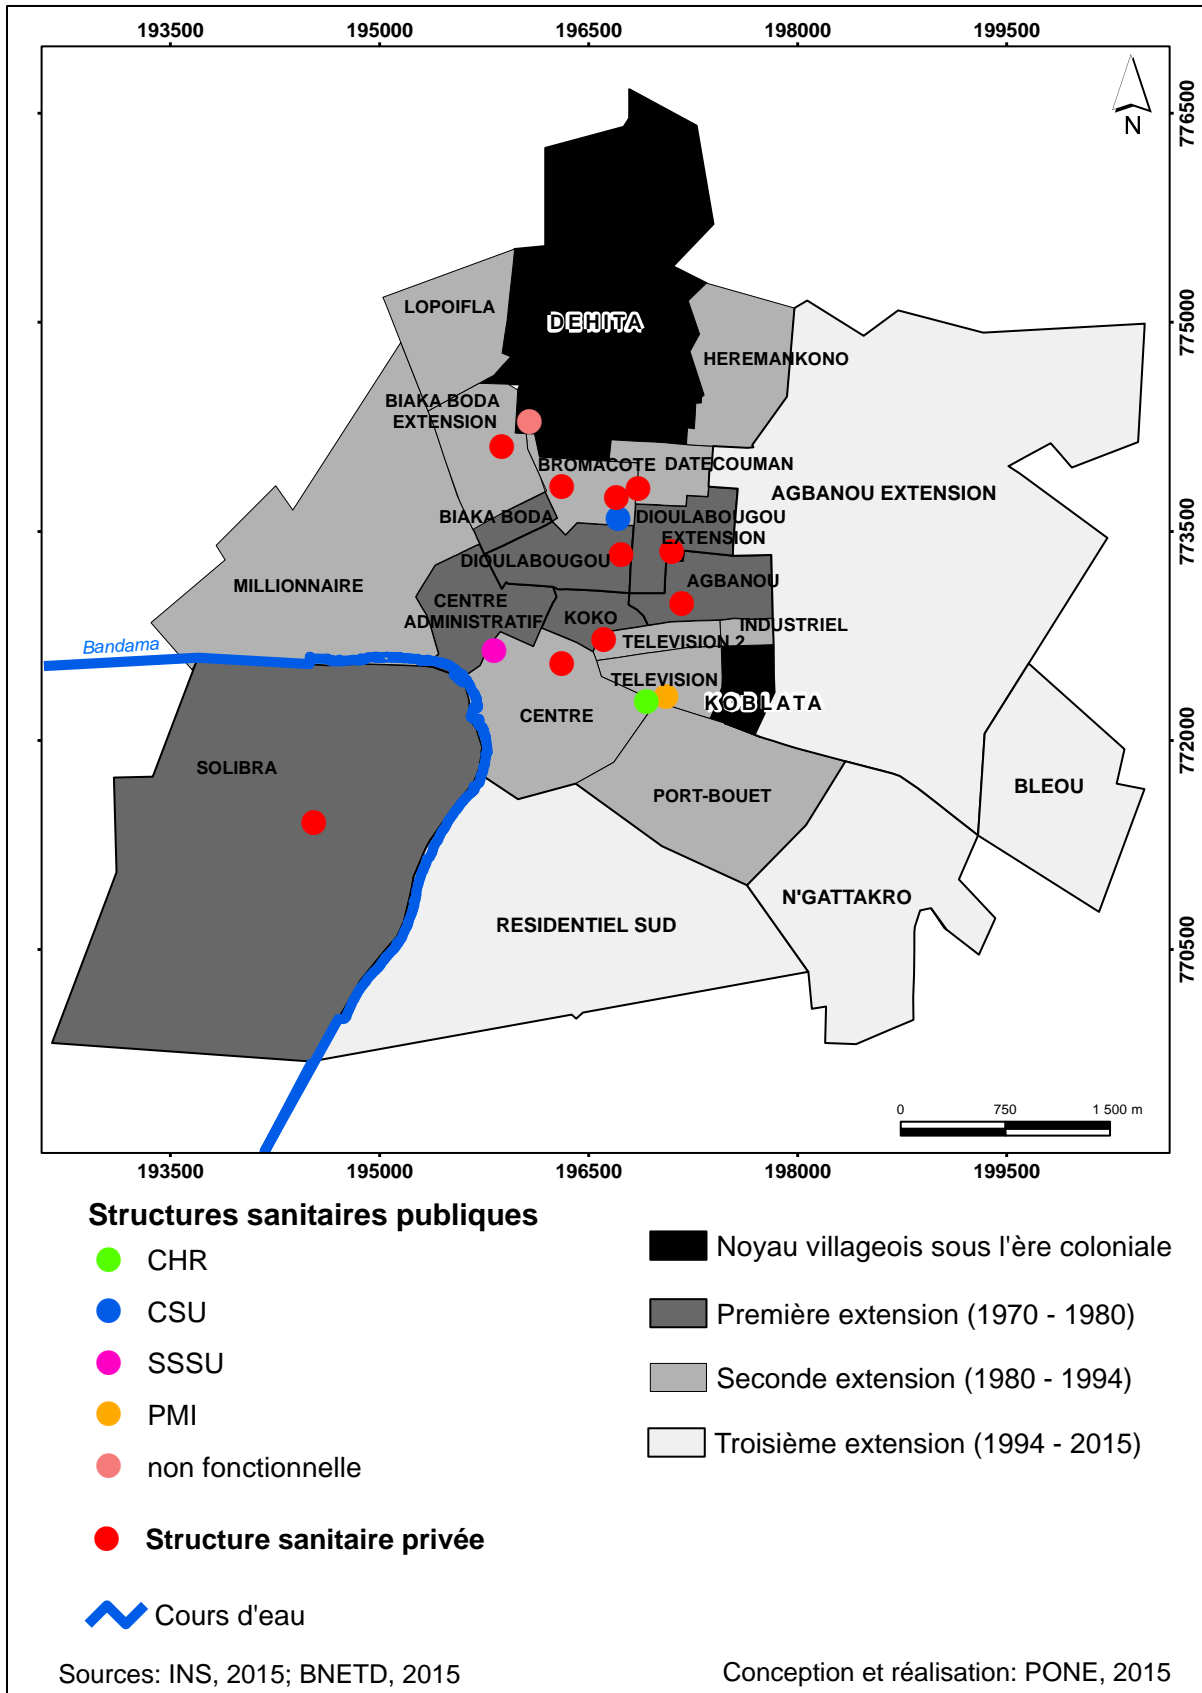 193500 195000 196500 198000 199500
776500
N
775000
773500
772000
770500
LOPOIFLA
DEHITA
HEREMANKONO
BIAKA BODA
EXTENSION
BROMACOTE
DATECOUMAN
AGBANOU EXTENSION
BIAKA BODA
DIOULABOUGOU
EXTENSION
DIOULABOUGOU
MILLIONNAIRE
AGBANOU
CENTRE
ADMINISTRATIF
KOKO
INDUSTRIEL
TELEVISION 2
Bandama
TELEVISION
KOBLATA
CENTRE
SOLIBRA
BLEOU
PORT-BOUET
N'GATTAKRO
RESIDENTIEL SUD
0 750 1 500 m
193500 195000 196500 198000 199500
Structures sanitaires publiques
CHR
CSU
SSSU
PMI
non fonctionnelle
Structure sanitaire privée
Cours d'eau
Noyau villageois sous l'ère coloniale
Première extension (1970 - 1980)
Seconde extension (1980 - 1994)
Troisième extension (1994 - 2015)
Sources: INS, 2015; BNETD, 2015
Conception et réalisation: PONE, 2015